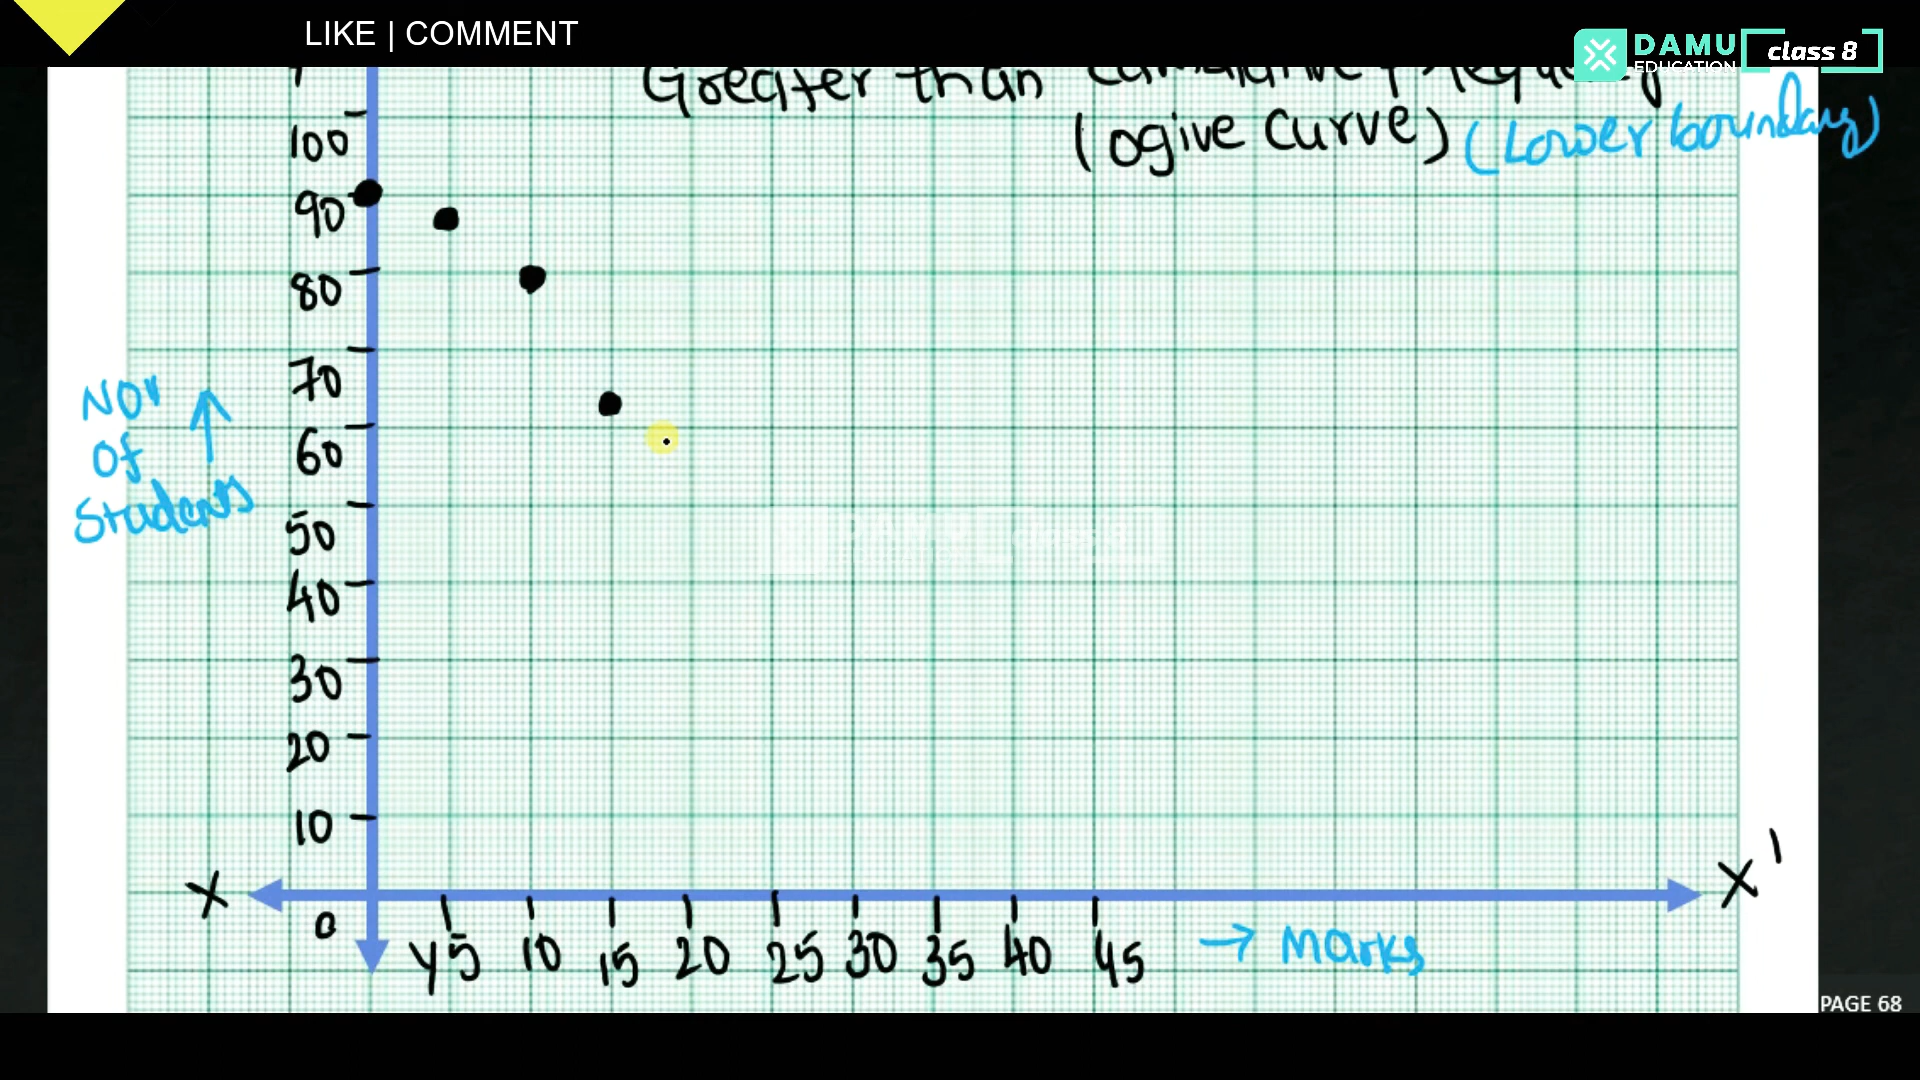 LIKE | COMMENT
DAMU
EDUCATION
class 8
Greater than
(ogive curve) (Lower boundary)
100
90
80
70
60
50
40
30
20
10
Of
Students
X
X'
0
y 5 10 15 20 25 30 35 40 45 → marks
PAGE 68